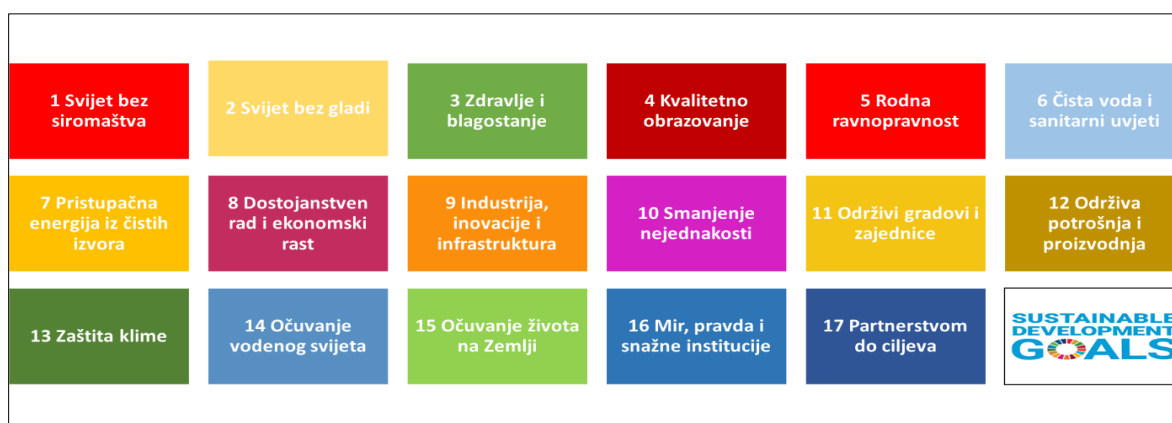 1 Svijet bez
siromaštva
2 Svijet bez gladi
3 Zdravlje i
blagostanje
4 Kvalitetno
obrazovanje
5 Rodna
ravnopravnost
6 Čista voda i
sanitarni uvjeti
7 Pristupačna
energija iz čistih
izvora
8 Dostojanstven
rad i ekonomski
rast
9 Industrija,
inovacije i
infrastruktura
10 Smanjenje
nejednakosti
11 Održivi gradovi i
zajednice
12 Održiva
potrošnja i
proizvodnja
13 Zaštita klime
14 Očuvanje
vodenog svijeta
15 Očuvanje života
na Zemlji
16 Mir, pravda i
snažne institucije
17 Partnerstvom
do ciljeva
SUSTAINABLE
DEVELOPMENT
GOALS